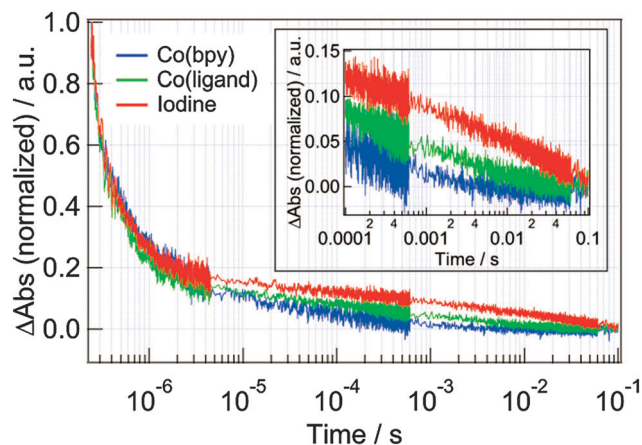 ΔAbs (normalized) / a.u.
1.0
0.8
0.6
0.4
0.2
0.0
Co(bpy)
Co(ligand)
Iodine
ΔAbs (normalized) / a.u.
0.15
0.10
0.05
0.00
2 4 2 4 2 4
0.0001 0.001 0.01 0.1
Time / s
10⁻⁶ 10⁻⁵ 10⁻⁴ 10⁻³ 10⁻² 10⁻¹
Time / s